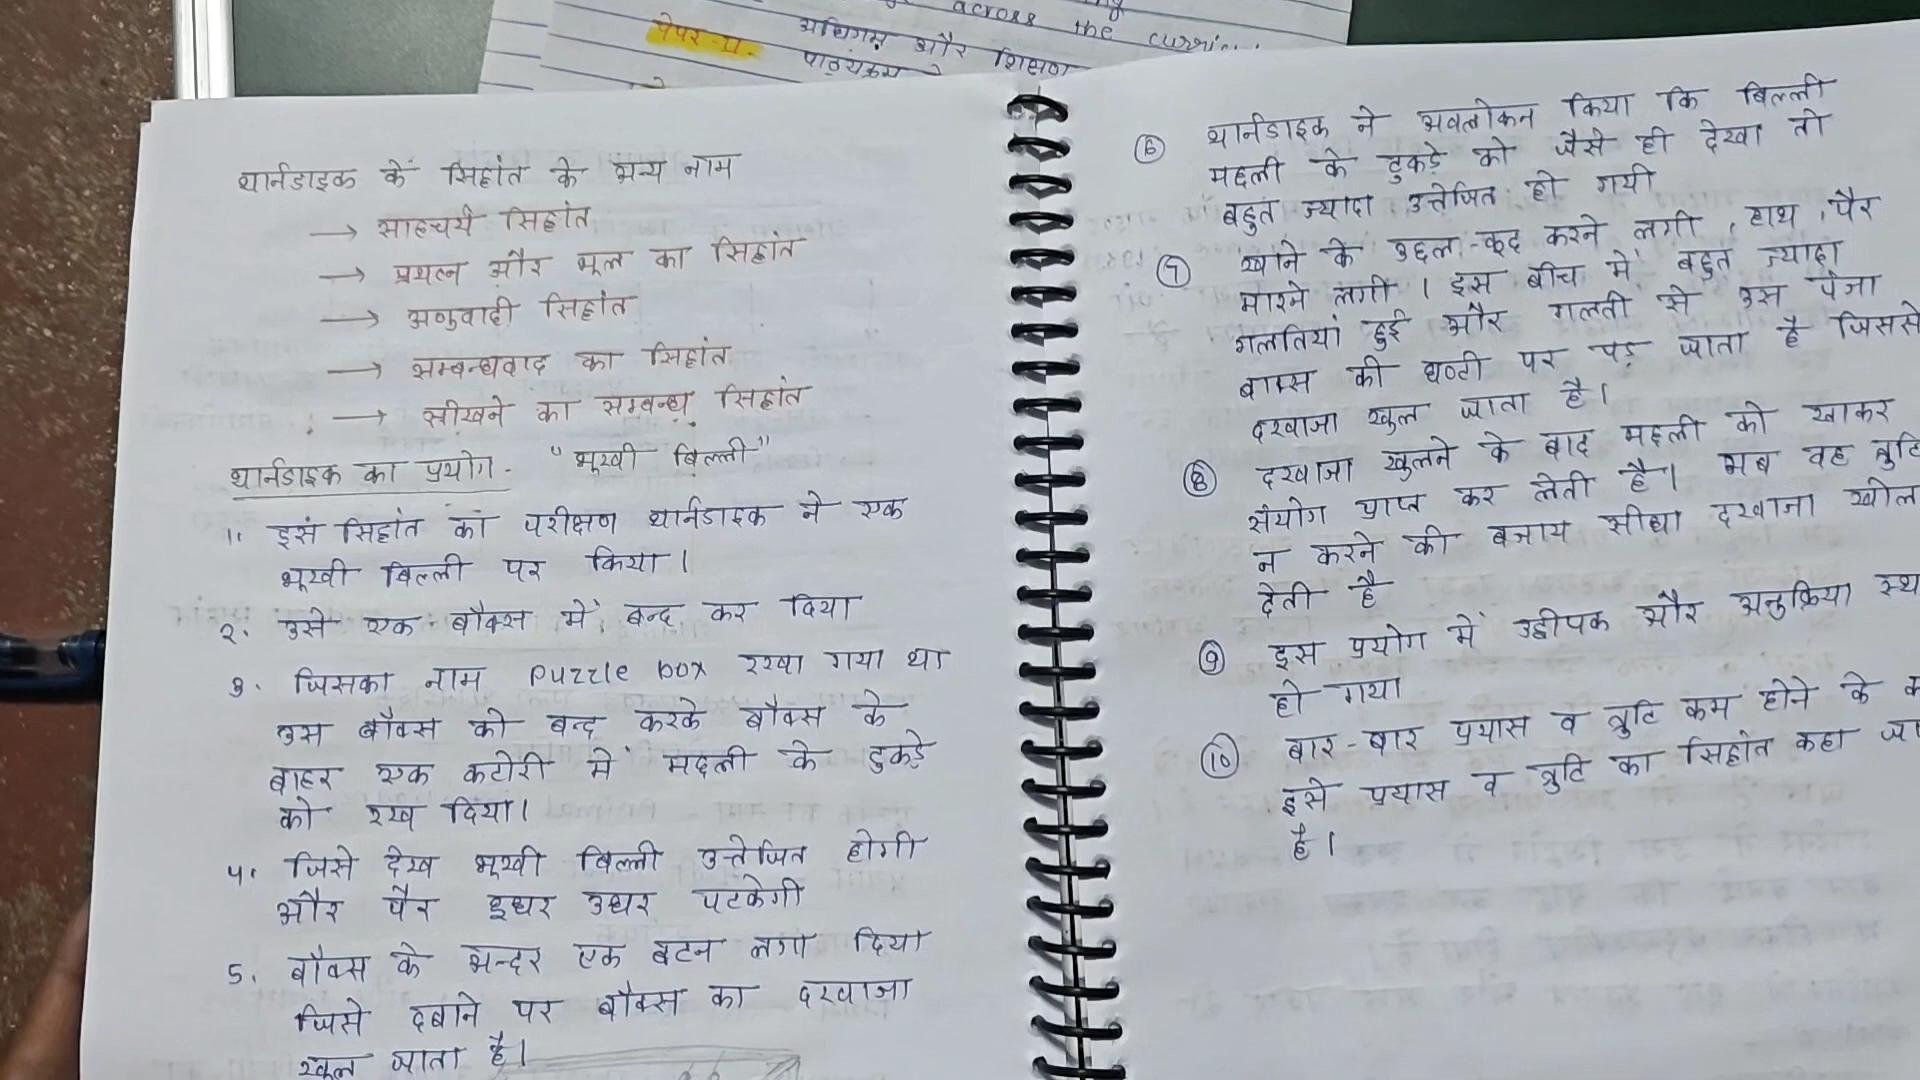 across the
पेपर-II
अधिगम और शिक्षण
पाठ्यक्रम
थार्नडाइक के सिद्धांत के अन्य नाम
→ साहचर्य सिद्धांत
→ प्रयत्न और भूल का सिद्धांत
→ अणुवादी सिद्धांत
→ सम्बन्धवाद का सिद्धांत
→ सीखने का सम्बन्ध सिद्धांत
थार्नडाइक का प्रयोग - "भूखी बिल्ली"
1. इस सिद्धांत का परीक्षण थार्नडाइक ने एक
भूखी बिल्ली पर किया।
2. उसे एक बौक्स में बन्द कर दिया
3. जिसका नाम Puzzle box रखा गया था
उस बौक्स को बन्द करके बौक्स के
बाहर एक कटोरी में मछली के टुकड़े
को रख दिया।
4. जिसे देख भूखी बिल्ली उत्तेजित होगी
और पैर इधर उधर पटकेगी
5. बौक्स के अन्दर एक बटन लगा दिया
जिसे दबाने पर बौक्स का दरवाजा
खुल जाता है।
6 थार्नडाइक ने अवलोकन किया कि बिल्ली
मछली के टुकड़े को जैसे ही देखा तो
बहुत ज्यादा उत्तेजित हो गयी
7 खाने के उछल-कूद करने लगी, हाथ, पैर
मारने लगी। इस बीच में बहुत ज्यादा
गलतियां हुई और गलती से उस पंजा
बाक्स की घण्टी पर पड़ जाता है जिससे
दरवाजा खुल जाता है।
8 दरवाजा खुलने के बाद मछली को खाकर
संयोग प्राप्त कर लेती है। अब वह त्रुटि
न करने की बजाय सीधा दरवाजा खोल
देती है
9 इस प्रयोग में उद्दीपक और अनुक्रिया
हो गया
10 बार-बार प्रयास व त्रुटि कम होने के
इसे प्रयास व त्रुटि का सिद्धांत कहा
है।